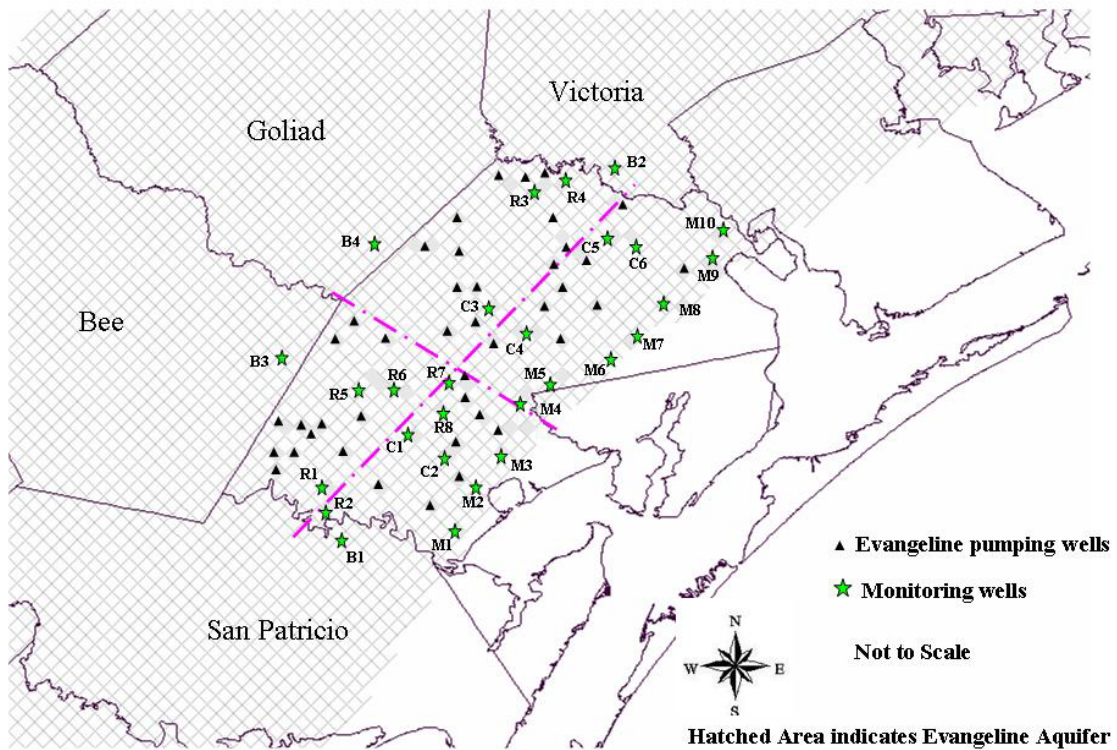 Victoria
Goliad
B2
R4
R3
M10
B4
C5
C6
M9
C3
M8
Bee
C4
M7
B3
M6
R7
M5
R6
R5
M4
R8
C1
C2
M3
R1
M2
R2
M1
B1
Evangeline pumping wells
Monitoring wells
San Patricio
N
W E
S
Not to Scale
Hatched Area indicates Evangeline Aquifer